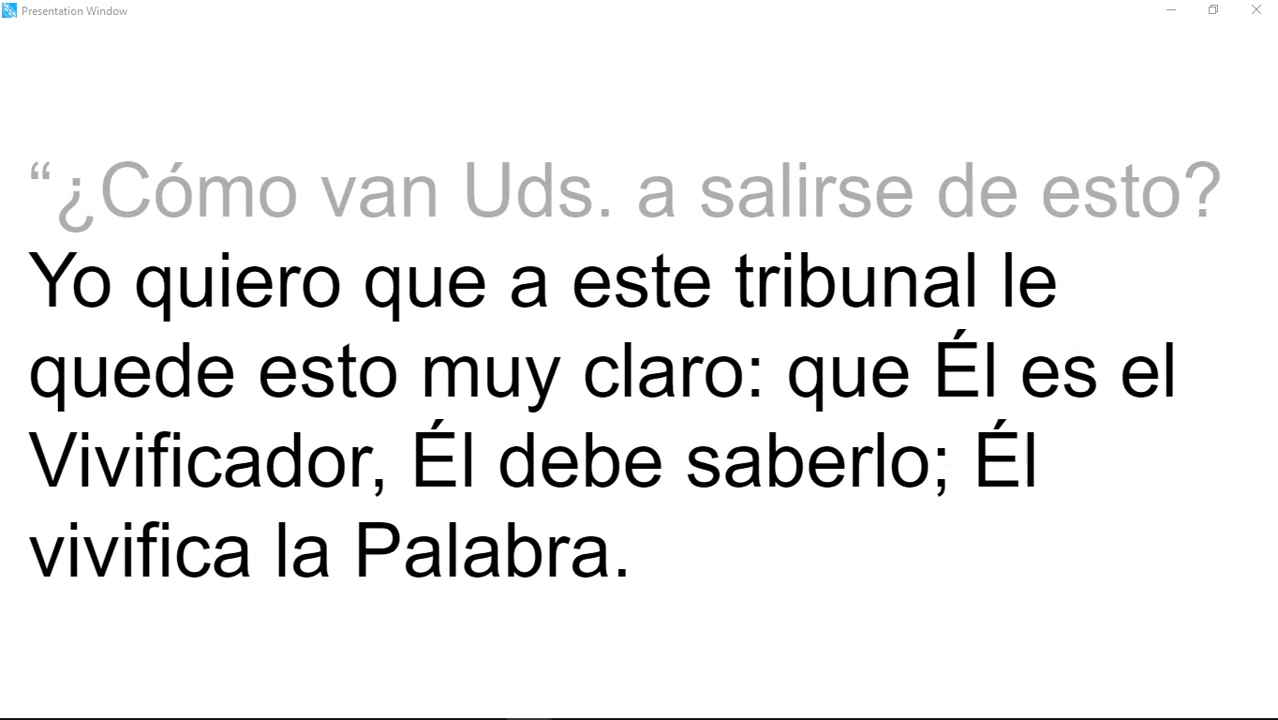 Presentation Window
“¿Cómo van Uds. a salirse de esto?
Yo quiero que a este tribunal le
quede esto muy claro: que Él es el
Vivificador, Él debe saberlo; Él
vivifica la Palabra.